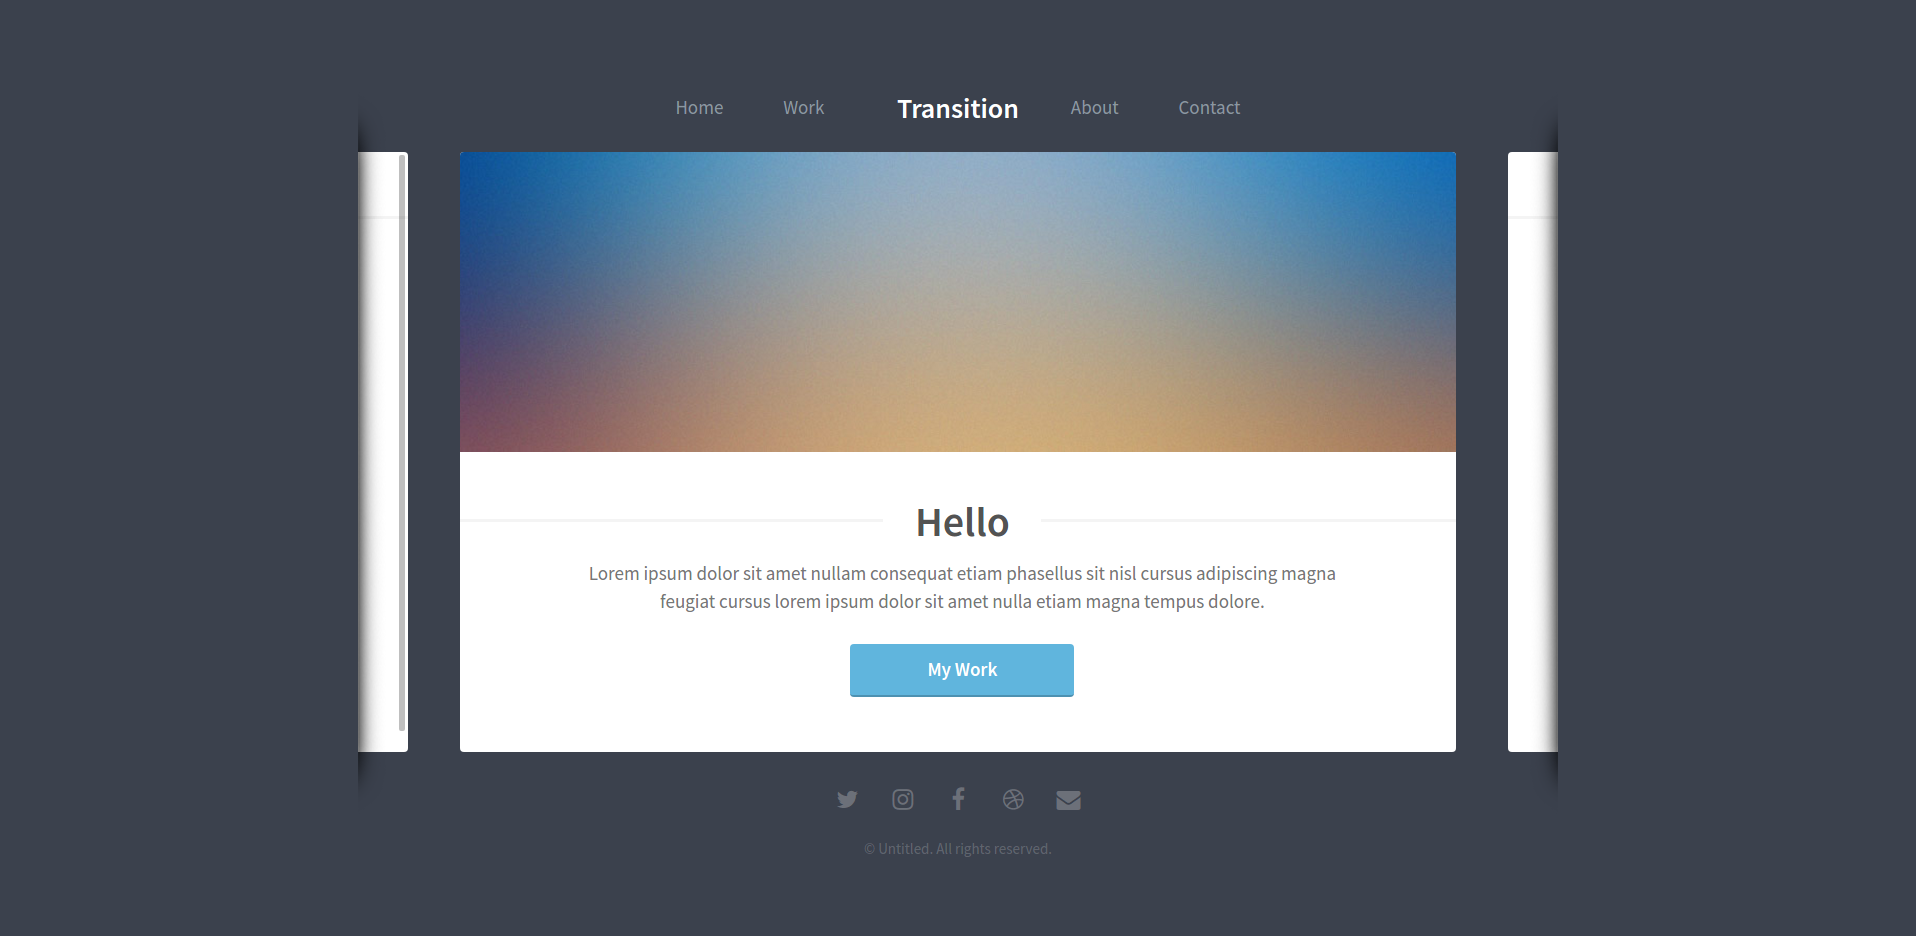 Home Work Transition About Contact
Hello
Lorem ipsum dolor sit amet nullam consequat etiam phasellus sit nisl cursus adipiscing magna
feugiat cursus lorem ipsum dolor sit amet nulla etiam magna tempus dolore.
My Work
© Untitled. All rights reserved.